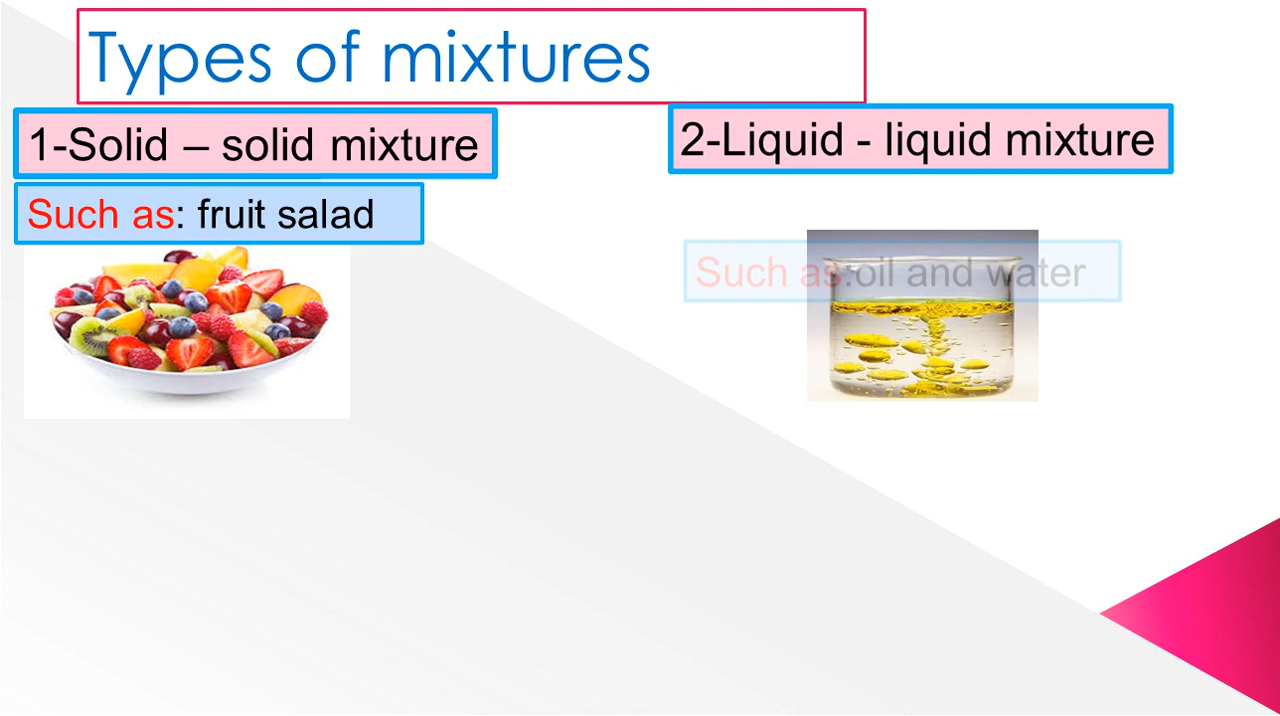 Types of mixtures
1-Solid – solid mixture
Such as: fruit salad
2-Liquid - liquid mixture
Such as:oil and water